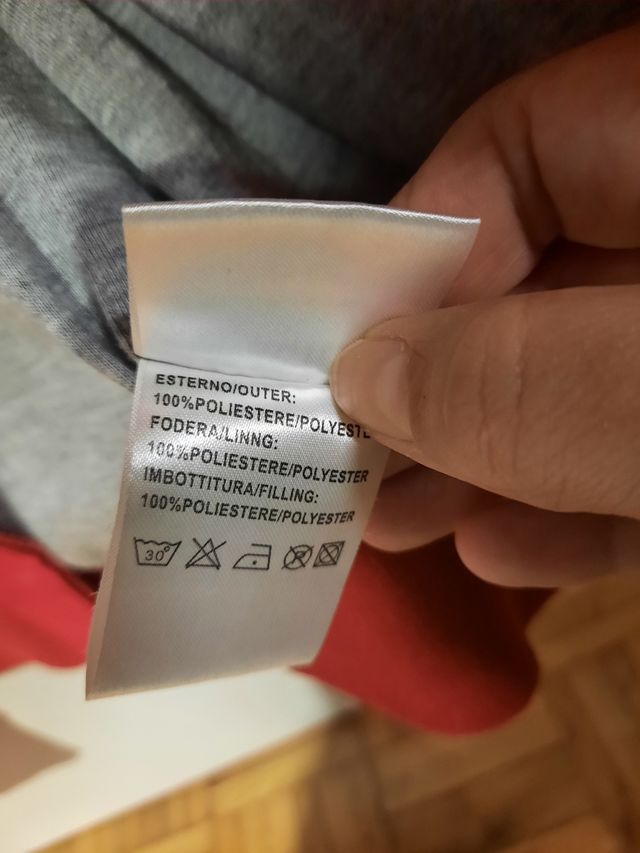 ESTERNO/OUTER:
100%POLIESTERE/POLYESTE
FODERA/LINNG:
100%POLIESTERE/POLYESTER
IMBOTTITURA/FILLING:
100%POLIESTERE/POLYESTER
30°